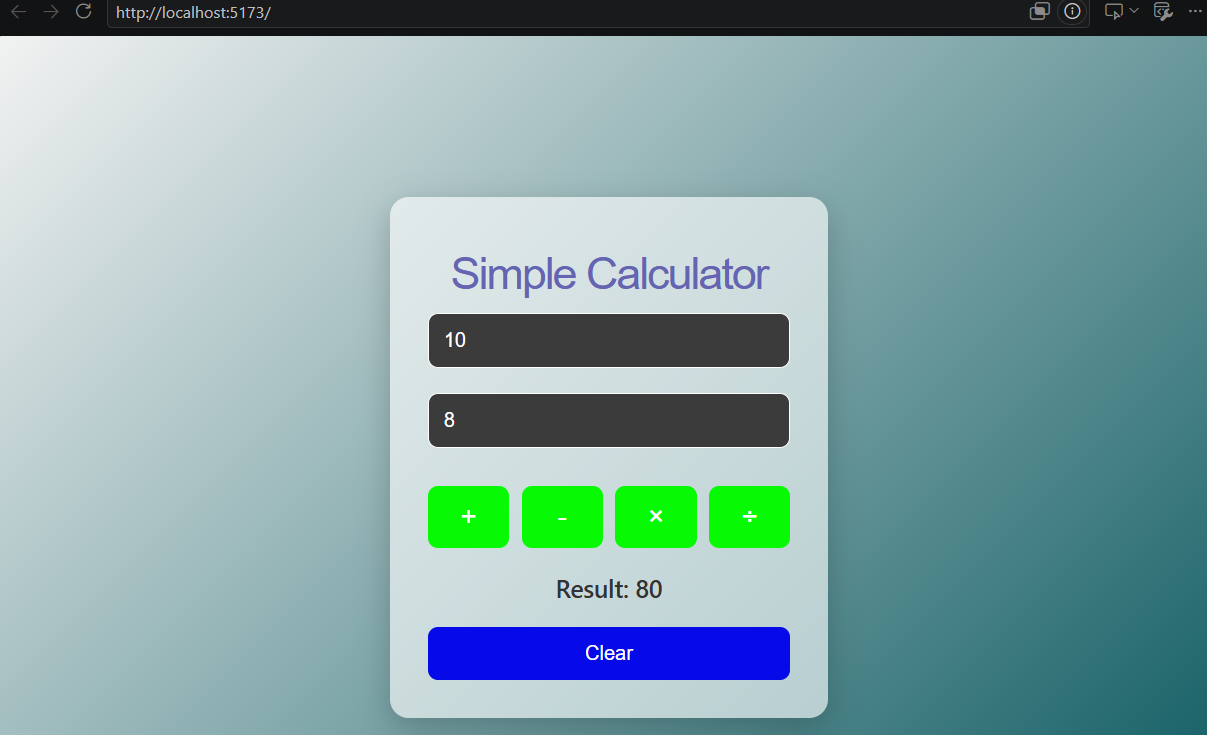 http://localhost:5173/
Simple Calculator
10
8
+ - × ÷
Result: 80
Clear